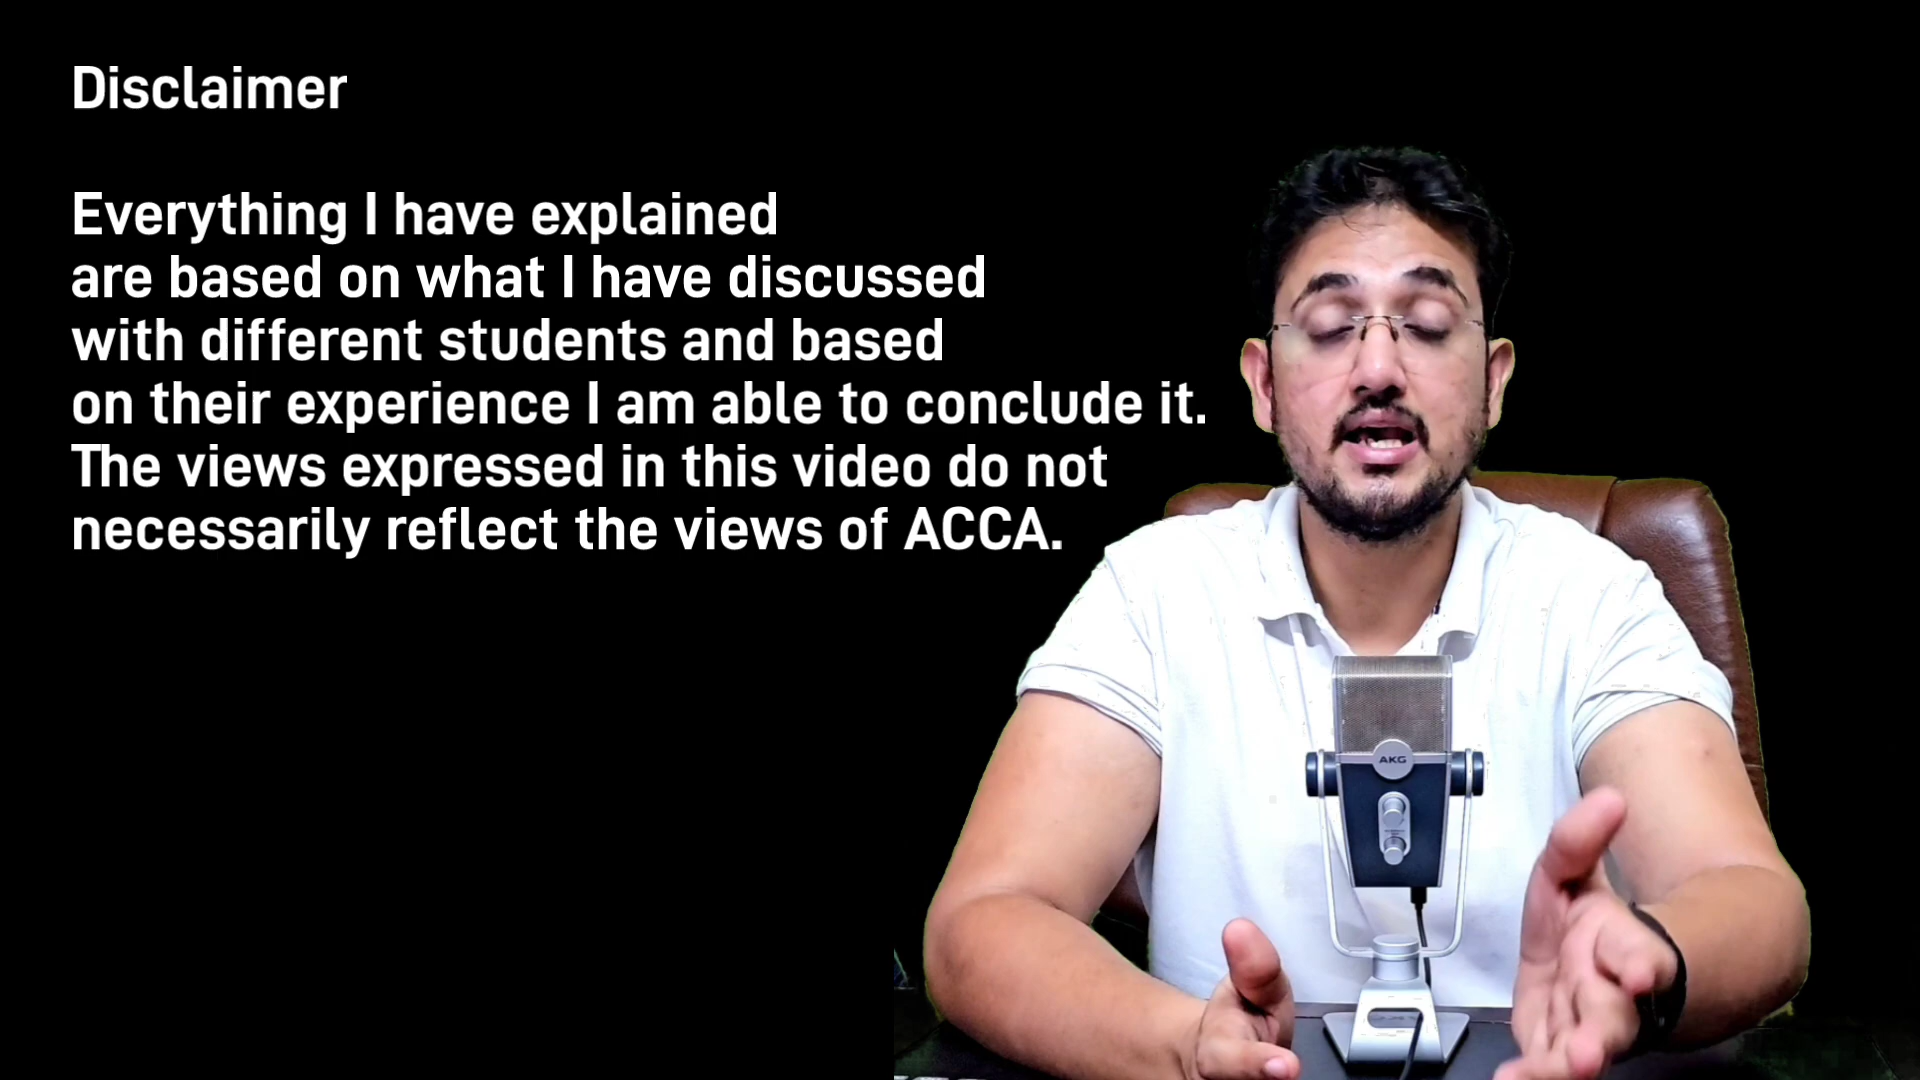 Disclaimer
Everything I have explained
are based on what I have discussed
with different students and based
on their experience I am able to conclude it.
The views expressed in this video do not
necessarily reflect the views of ACCA.
AKG